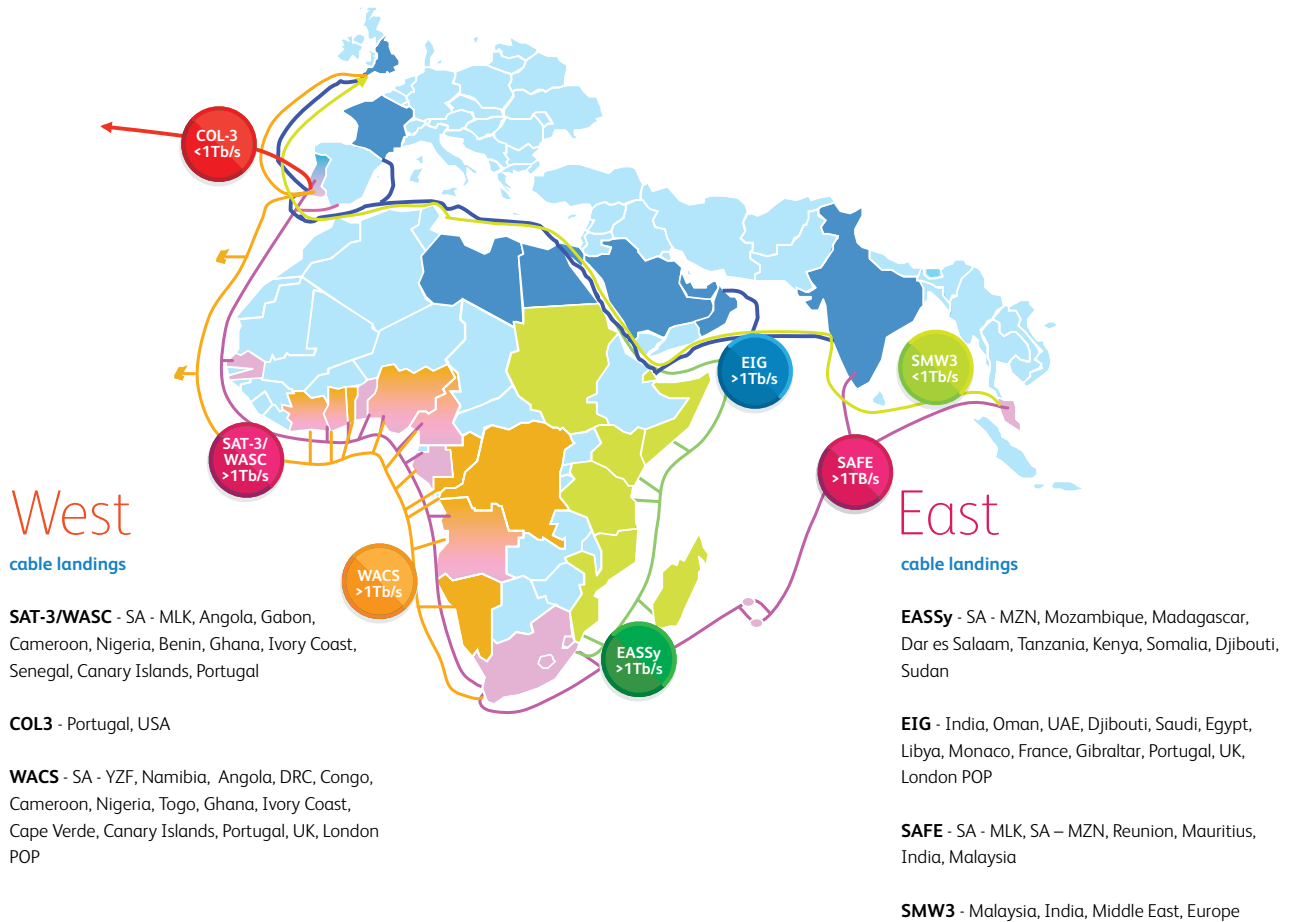 COL-3
<1Tb/s
EIG
>1Tb/s
SMW3
<1Tb/s
SAT-3/
WASC
>1Tb/s
SAFE
>1TB/s
WACS
>1Tb/s
EASSy
>1Tb/s
West
cable landings
SAT-3/WASC - SA - MLK, Angola, Gabon,
Cameroon, Nigeria, Benin, Ghana, Ivory Coast,
Senegal, Canary Islands, Portugal
COL3 - Portugal, USA
WACS - SA - YZF, Namibia, Angola, DRC, Congo,
Cameroon, Nigeria, Togo, Ghana, Ivory Coast,
Cape Verde, Canary Islands, Portugal, UK, London
POP
East
cable landings
EASSy - SA - MZN, Mozambique, Madagascar,
Dar es Salaam, Tanzania, Kenya, Somalia, Djibouti,
Sudan
EIG - India, Oman, UAE, Djibouti, Saudi, Egypt,
Libya, Monaco, France, Gibraltar, Portugal, UK,
London POP
SAFE - SA - MLK, SA – MZN, Reunion, Mauritius,
India, Malaysia
SMW3 - Malaysia, India, Middle East, Europe